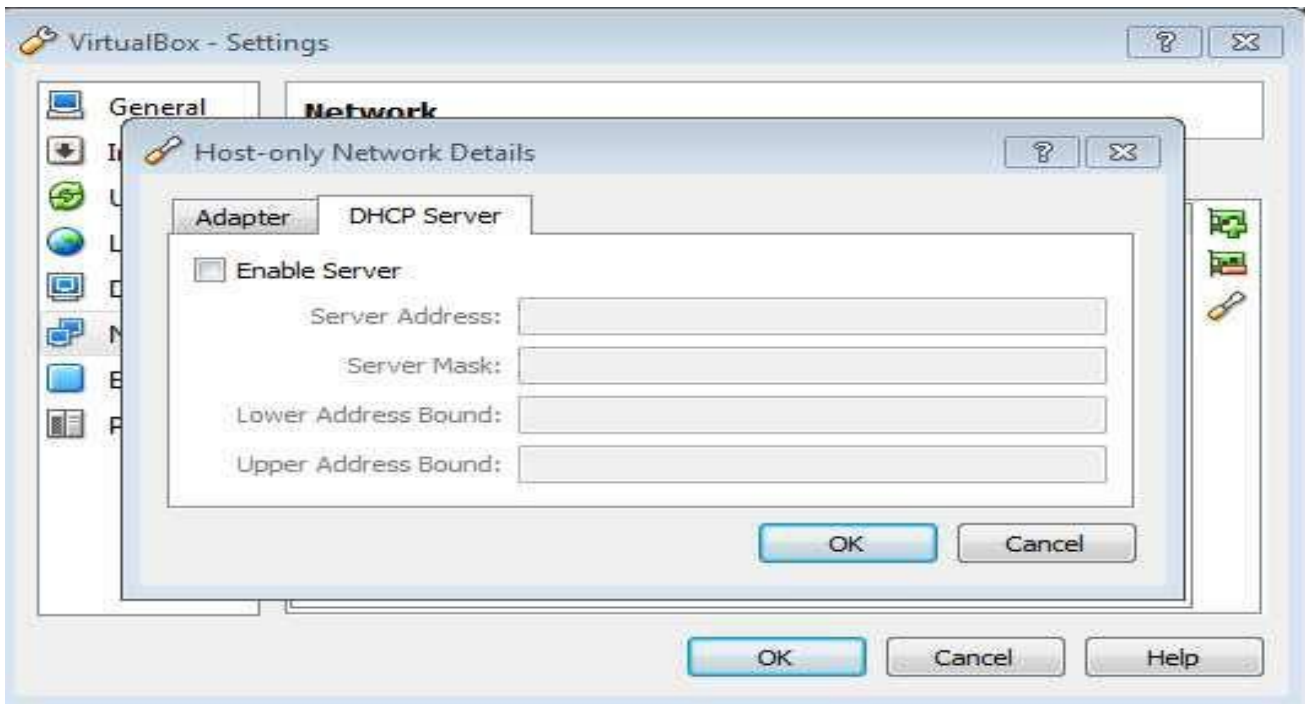 VirtualBox - Settings
General
Network
Host-only Network Details
Adapter
DHCP Server
Enable Server
Server Address:
Server Mask:
Lower Address Bound:
Upper Address Bound:
OK
Cancel
OK
Cancel
Help